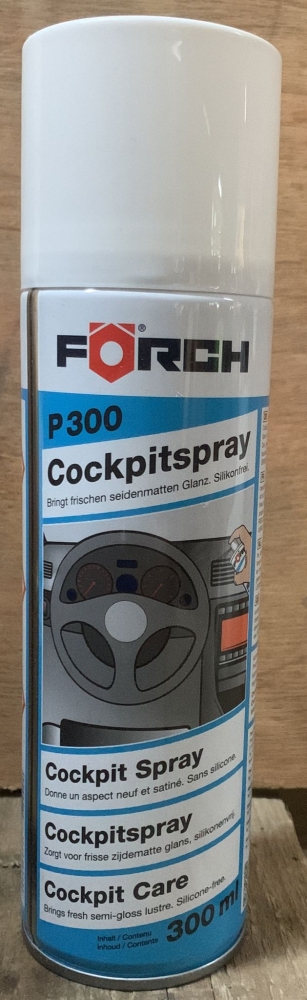 FÖRCH®
P300
Cockpitspray
Bringt frischen seidenmatten Glanz. Silikonfrei.
Cockpit Spray
Donne un aspect neuf et satiné. Sans silicone.
Cockpitspray
Zorgt voor frisse zijdematte glans, silikonenvrij.
Cockpit Care
Brings fresh semi-gloss lustre. Silicone-free.
Inhalt / Contenu
Inhoud / Contents
300 ml